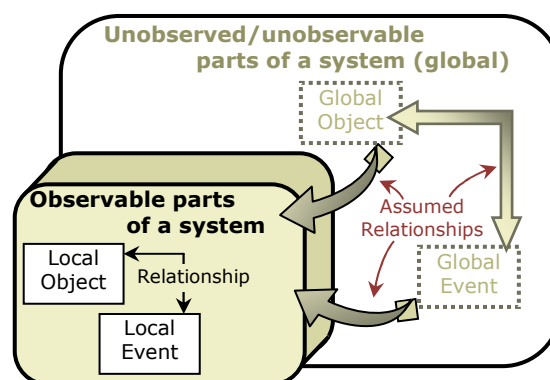 Unobserved/unobservable
parts of a system (global)
Global
Object
Observable parts
of a system
Assumed
Relationships
Local
Object
Relationship
Global
Event
Local
Event